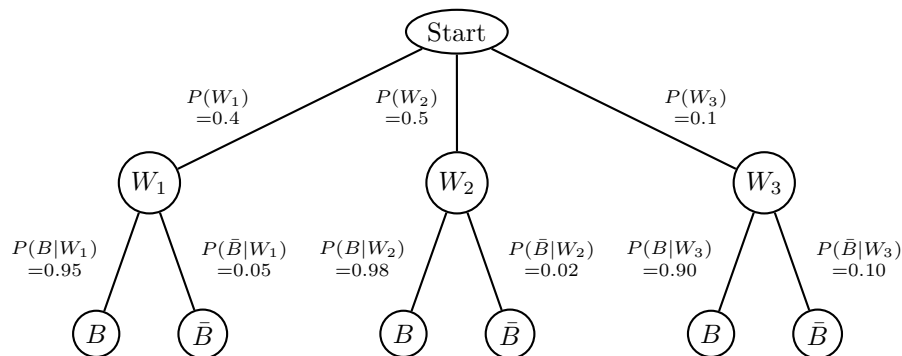 Start
P(W₁)
=0.4
P(W₂)
=0.5
P(W₃)
=0.1
W₁
W₂
W₃
P(B|W₁)
=0.95
P(B̄|W₁)
=0.05
P(B|W₂)
=0.98
P(B̄|W₂)
=0.02
P(B|W₃)
=0.90
P(B̄|W₃)
=0.10
B
B̄
B
B̄
B
B̄